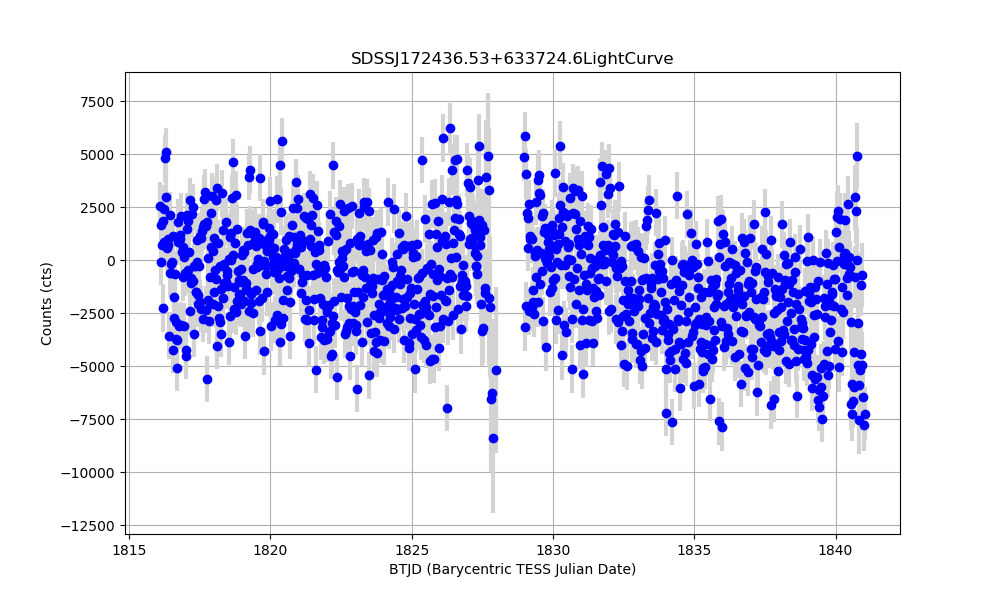 SDSSJ172436.53+633724.6LightCurve
7500
5000
2500
0
−2500
−5000
−7500
−10000
−12500
Counts (cts)
1815 1820 1825 1830 1835 1840
BTJD (Barycentric TESS Julian Date)